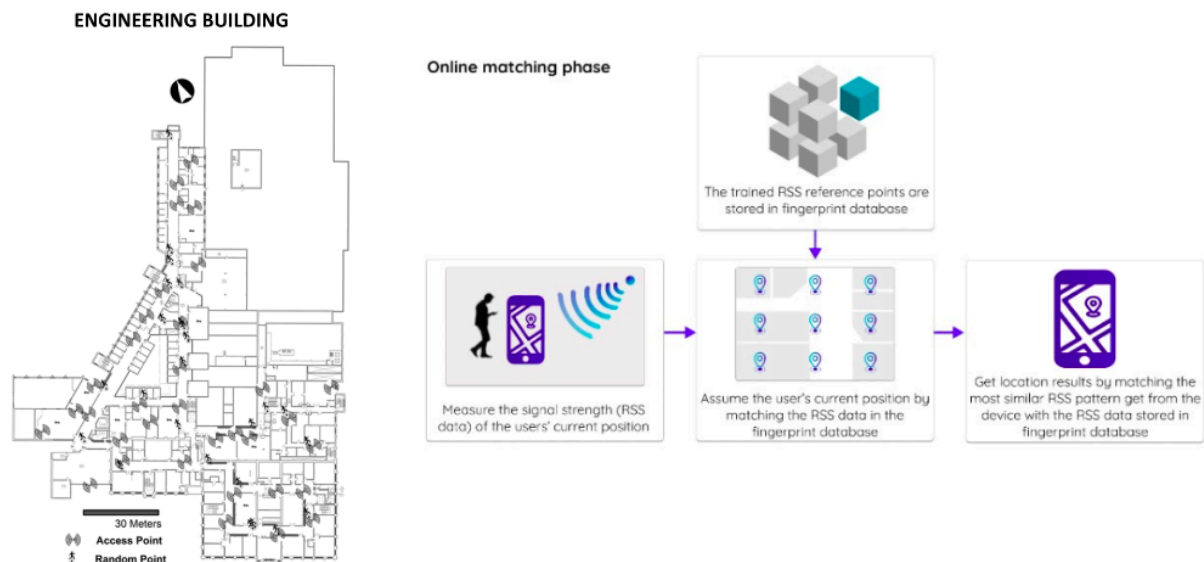 ENGINEERING BUILDING
30 Meters
Access Point
Random Point
Online matching phase
The trained RSS reference points are
stored in fingerprint database
Measure the signal strength (RSS
data) of the users' current position
Assume the user's current position by
matching the RSS data in the
fingerprint database
Get location results by matching the
most similar RSS pattern get from the
device with the RSS data stored in
fingerprint database